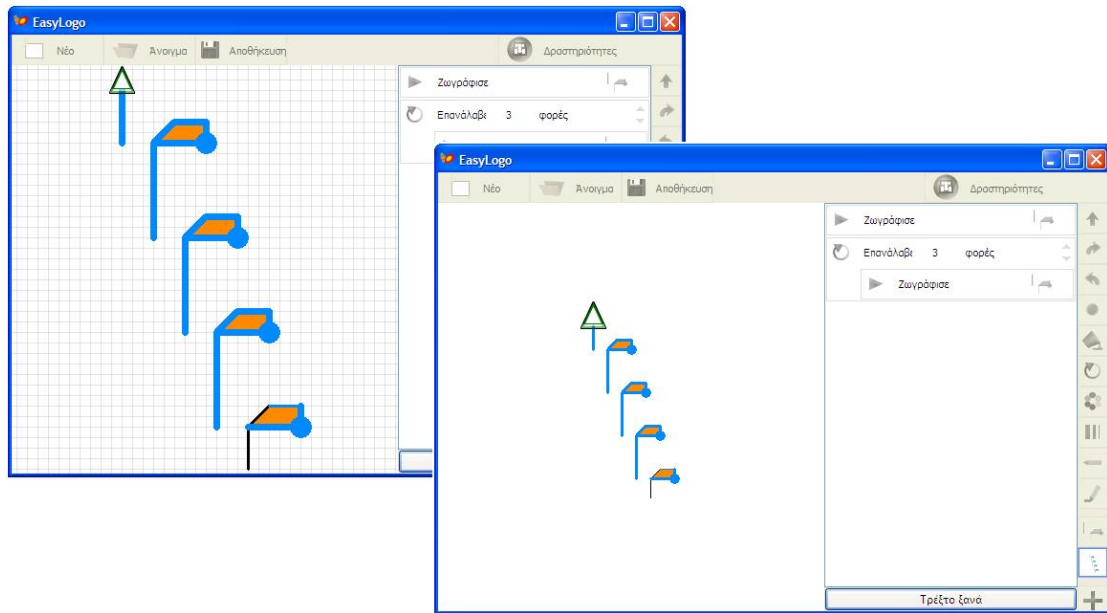 EasyLogo
Νέο Άνοιγμα Αποθήκευση Δραστηριότητες
Ζωγράφισε
Επανάλαβε 3 φορές
EasyLogo
Νέο Άνοιγμα Αποθήκευση Δραστηριότητες
Ζωγράφισε
Επανάλαβε 3 φορές
Ζωγράφισε
Τρέξτο ξανά